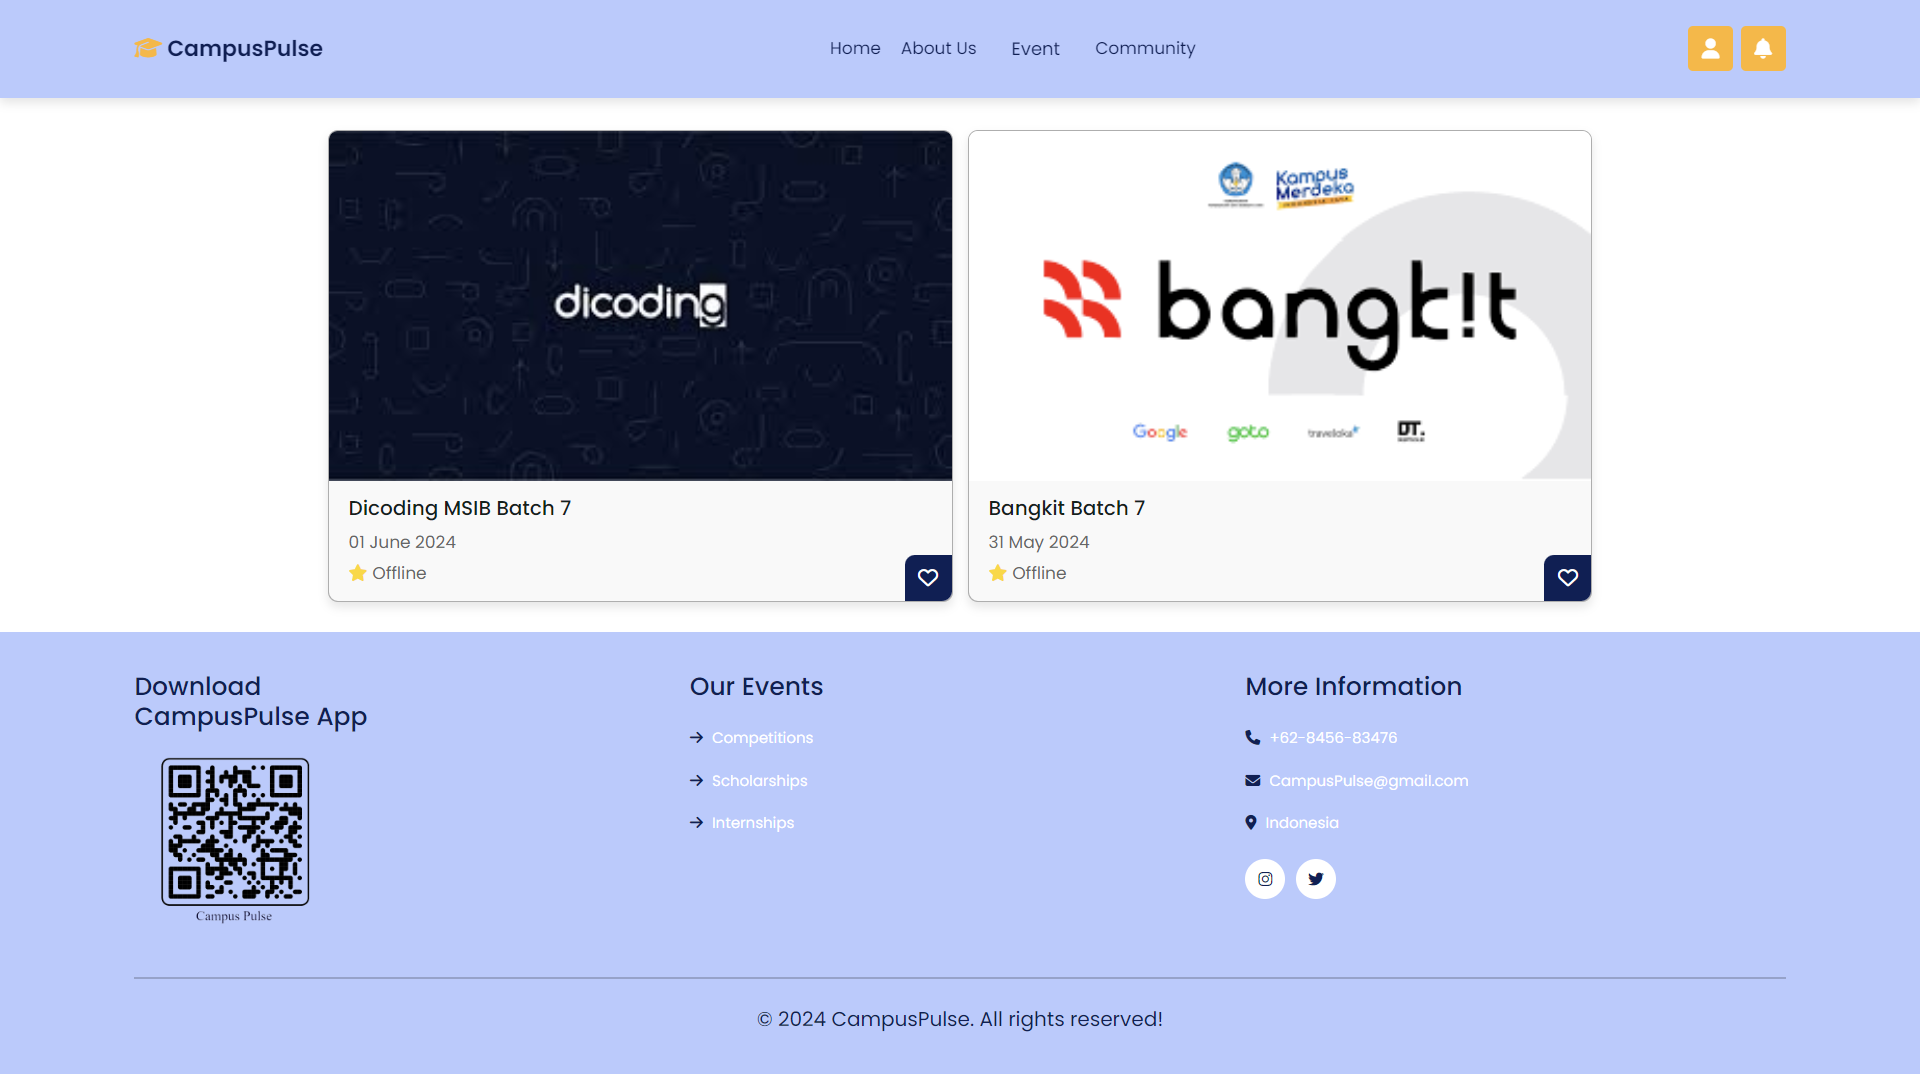 CampusPulse
Home About Us Event Community
dicoding
Kampus
Merdeka
bangk!t
Google goto traveloka DT.
Dicoding MSIB Batch 7
01 June 2024
Offline
Bangkit Batch 7
31 May 2024
Offline
Download
CampusPulse App
Campus Pulse
Our Events
Competitions
Scholarships
Internships
More Information
+62-8456-83476
CampusPulse@gmail.com
Indonesia
© 2024 CampusPulse. All rights reserved!